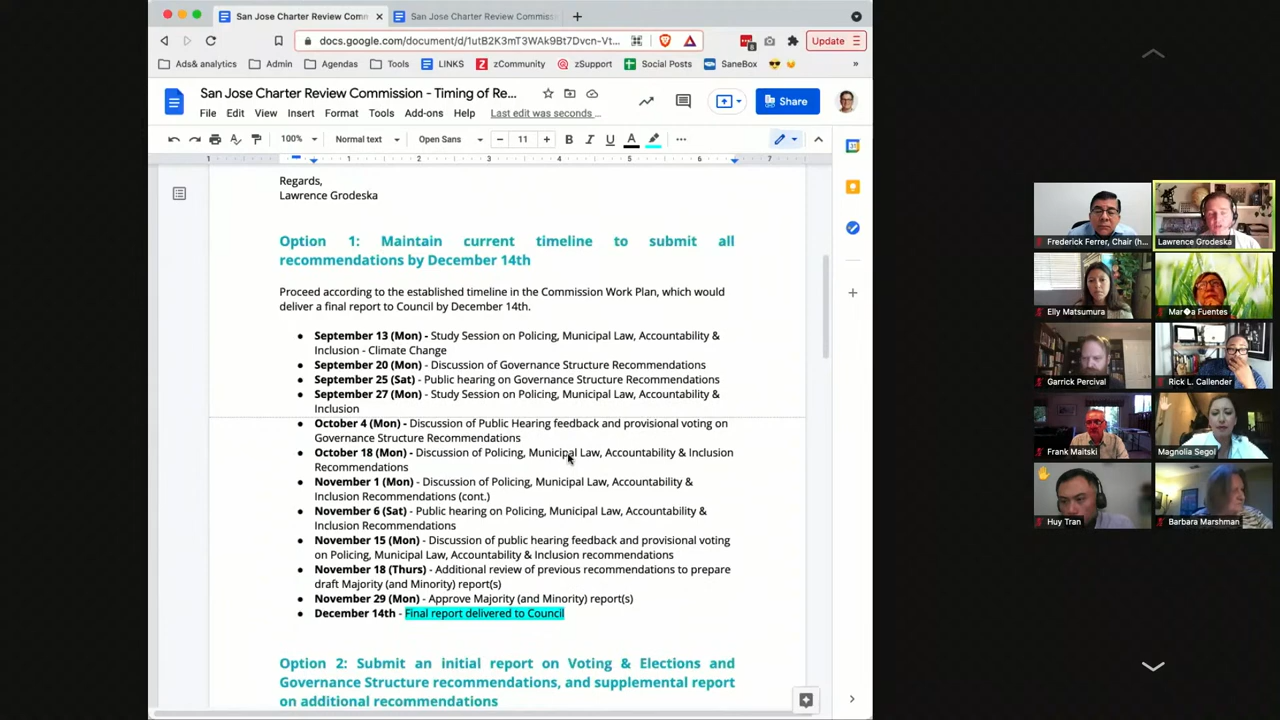 San Jose Charter Review Comm
San Jose Charter Review Commiss
docs.google.com/document/d/1utB2K3mT3WAk9Bt7Dvcn-Vt...
Update
Ads& analytics
Admin
Agendas
Tools
LINKS
zCommunity
zSupport
Social Posts
SaneBox
»
San Jose Charter Review Commission - Timing of Re...
File Edit View Insert Format Tools Add-ons Help Last edit was seconds ...
Share
100% Normal text Open Sans 11 B I U A
1 1 2 3 4 5 6 7
Regards,
Lawrence Grodeska
Option 1: Maintain current timeline to submit all
recommendations by December 14th
Proceed according to the established timeline in the Commission Work Plan, which would
deliver a final report to Council by December 14th.
● September 13 (Mon) - Study Session on Policing, Municipal Law, Accountability &
Inclusion - Climate Change
● September 20 (Mon) - Discussion of Governance Structure Recommendations
● September 25 (Sat) - Public hearing on Governance Structure Recommendations
● September 27 (Mon) - Study Session on Policing, Municipal Law, Accountability &
Inclusion
● October 4 (Mon) - Discussion of Public Hearing feedback and provisional voting on
Governance Structure Recommendations
● October 18 (Mon) - Discussion of Policing, Municipal Law, Accountability & Inclusion
Recommendations
● November 1 (Mon) - Discussion of Policing, Municipal Law, Accountability &
Inclusion Recommendations (cont.)
● November 6 (Sat) - Public hearing on Policing, Municipal Law, Accountability &
Inclusion Recommendations
● November 15 (Mon) - Discussion of public hearing feedback and provisional voting
on Policing, Municipal Law, Accountability & Inclusion recommendations
● November 18 (Thurs) - Additional review of previous recommendations to prepare
draft Majority (and Minority) report(s)
● November 29 (Mon) - Approve Majority (and Minority) report(s)
● December 14th - Final report delivered to Council
Option 2: Submit an initial report on Voting & Elections and
Governance Structure recommendations, and supplemental report
on additional recommendations
Frederick Ferrer, Chair (h...
Lawrence Grodeska
Elly Matsumura
Mar�a Fuentes
Garrick Percival
Rick L. Callender
Frank Maitski
Magnolia Segol
Huy Tran
Barbara Marshman